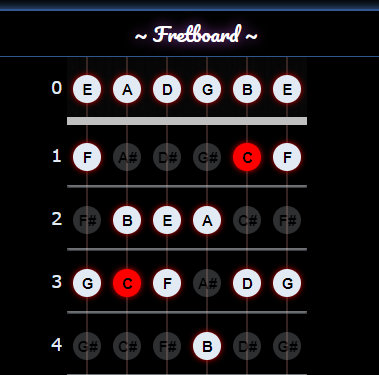 ~ Fretboard ~
0 E A D G B E
1 F A# D# G# C F
2 F# B E A C# F#
3 G C F A# D G
4 G# C# F# B D# G#